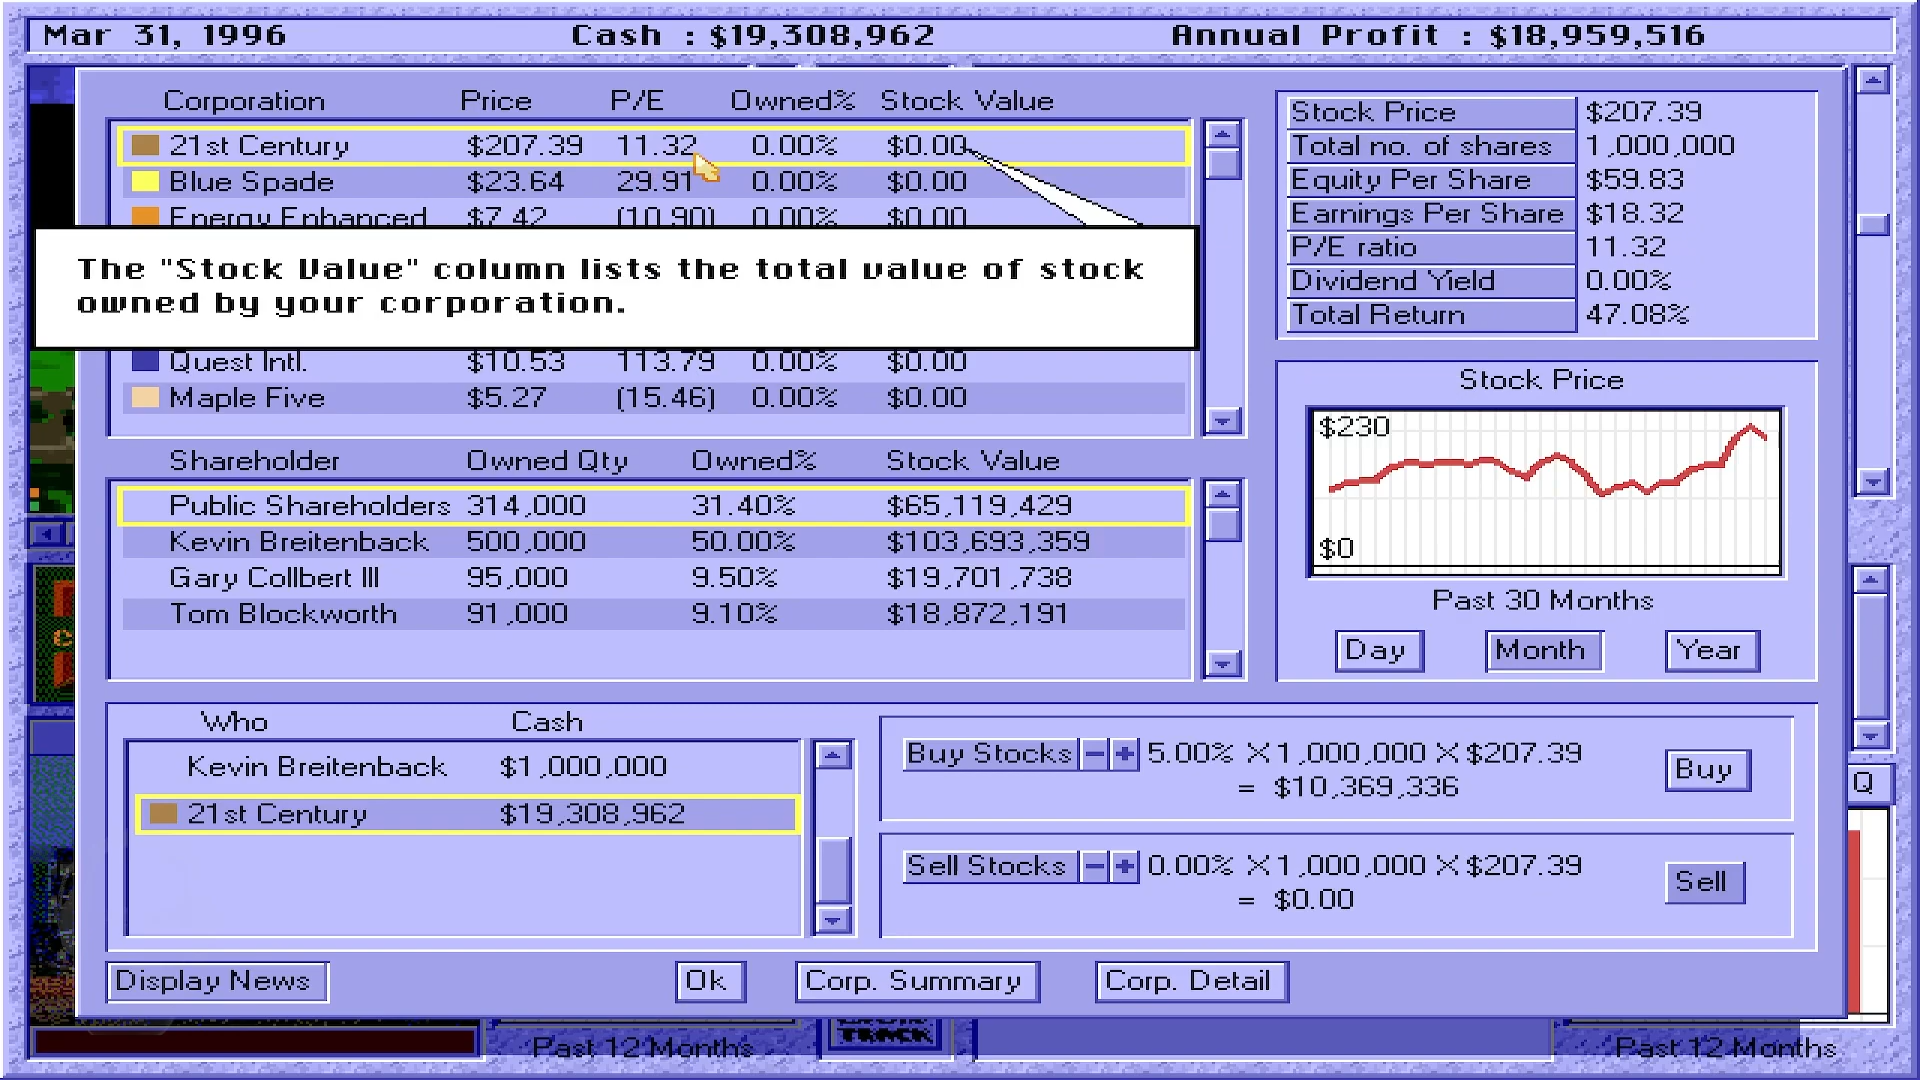 Mar 31, 1996 Cash : $19,308,962 Annual Profit : $18,959,516
Corporation Price P/E Owned% Stock Value
21st Century $207.39 11.32 0.00% $0.00
Blue Spade $23.64 29.91 0.00% $0.00
Energy Enhanced $7.42 (10.90) 0.00% $0.00
The "Stock Value" column lists the total value of stock
owned by your corporation.
Quest Intl. $10.53 113.79 0.00% $0.00
Maple Five $5.27 (15.46) 0.00% $0.00
Stock Price $207.39
Total no. of shares 1,000,000
Equity Per Share $59.83
Earnings Per Share $18.32
P/E ratio 11.32
Dividend Yield 0.00%
Total Return 47.08%
Shareholder Owned Qty Owned% Stock Value
Public Shareholders 314,000 31.40% $65,119,429
Kevin Breitenback 500,000 50.00% $103,693,359
Gary Collbert III 95,000 9.50% $19,701,738
Tom Blockworth 91,000 9.10% $18,872,191
Stock Price
$230
$0
Past 30 Months
Day Month Year
Who Cash
Kevin Breitenback $1,000,000
21st Century $19,308,962
Buy Stocks − + 5.00% X 1,000,000 X $207.39
= $10,369,336
Buy
Sell Stocks − + 0.00% X 1,000,000 X $207.39
= $0.00
Sell
Q
Display News Ok Corp. Summary Corp. Detail
Past 12 Months TRACK Past 12 Months